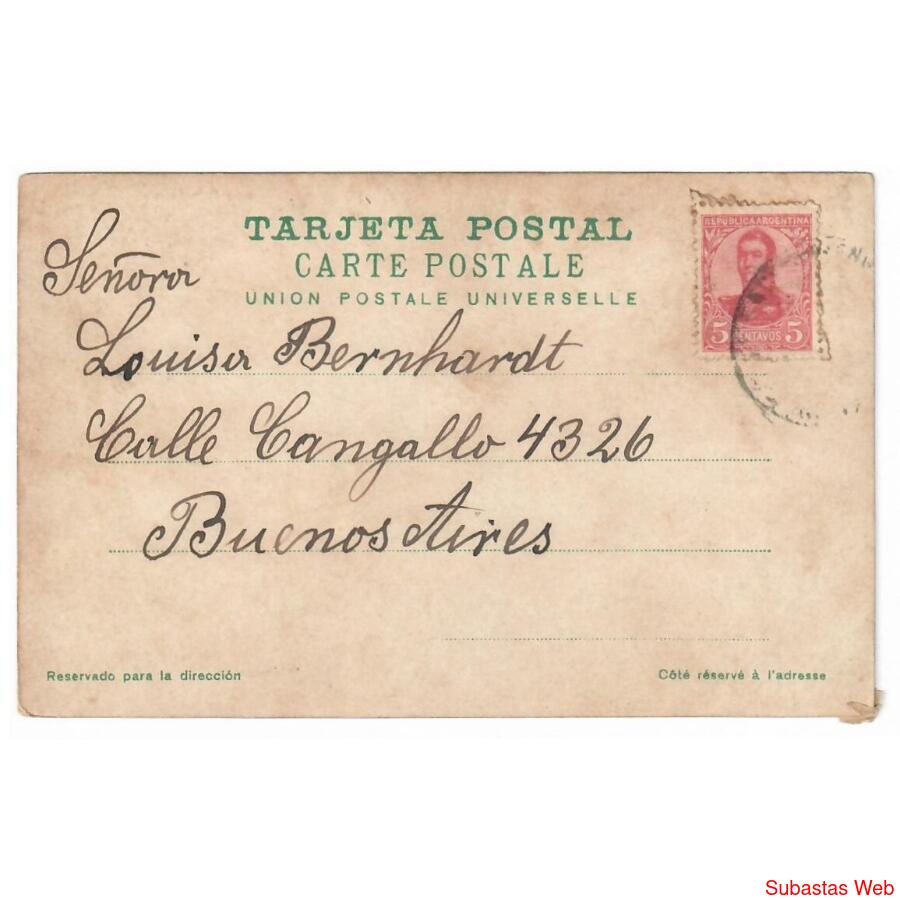 TARJETA POSTAL
CARTE POSTALE
UNION POSTALE UNIVERSELLE
REPUBLICA ARGENTINA
5 CENTAVOS 5
Señora
Louisa Bernhardt
Calle Cangallo 4326
Buenos Aires
Reservado para la dirección
Côté réservé à l'adresse
Subastas Web